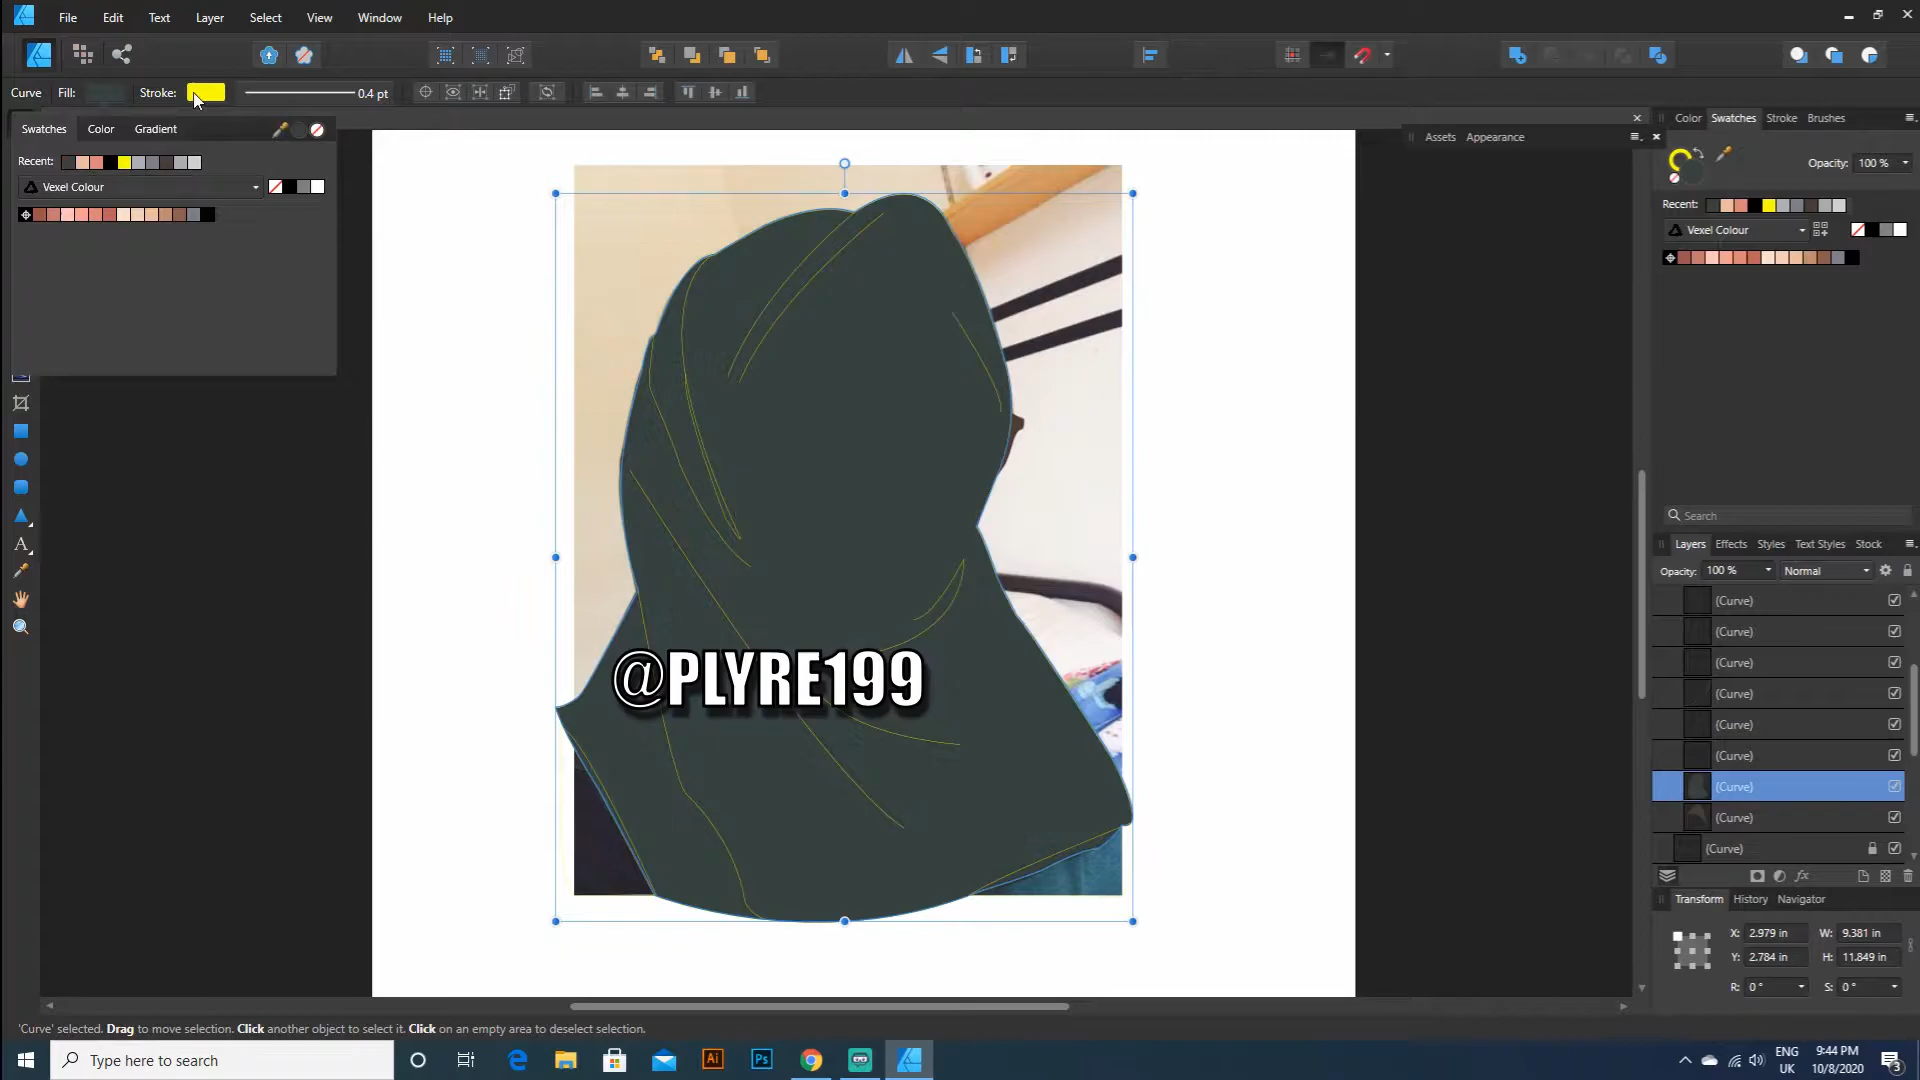 File Edit Text Layer Select View Window Help
Curve Fill: Stroke: 0.4 pt
Swatches Color Gradient
Recent:
Vexel Colour
Assets Appearance
Color Swatches Stroke Brushes
Opacity: 100 %
Recent:
Vexel Colour
@PLYRE199
Search
Layers Effects Styles Text Styles Stock
Opacity: 100 % Normal
(Curve)
(Curve)
(Curve)
(Curve)
(Curve)
(Curve)
(Curve)
(Curve)
(Curve)
Transform History Navigator
X: 2.979 in W: 9.381 in
Y: 2.784 in H: 11.849 in
R: 0 ° S: 0 °
'Curve' selected. Drag to move selection. Click another object to select it. Click on an empty area to deselect selection.
Type here to search
Ai Ps
ENG 9:44 PM
UK 10/8/2020
3